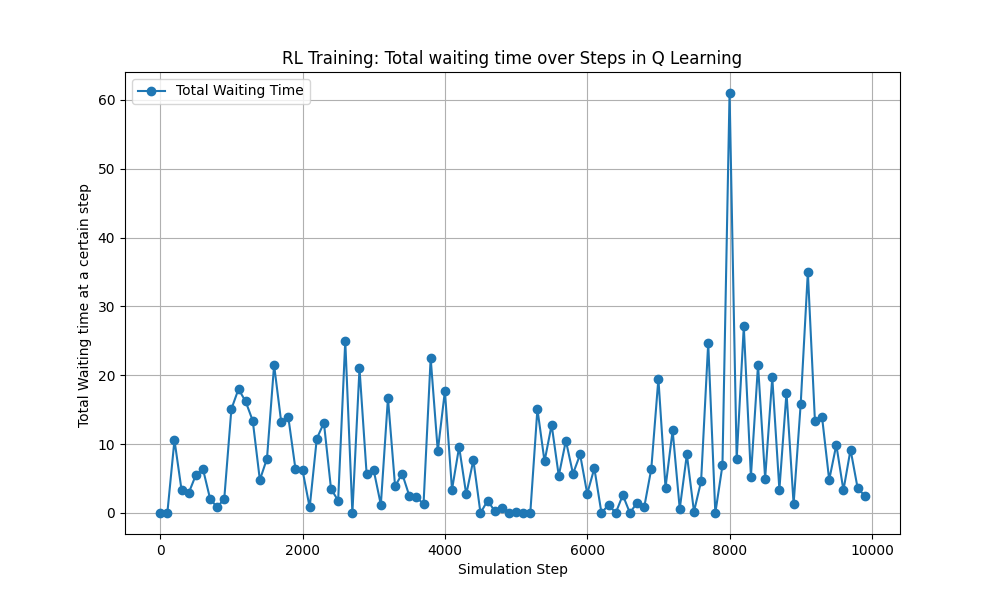 RL Training: Total waiting time over Steps in Q Learning
Total Waiting Time
Total Waiting time at a certain step
60
50
40
30
20
10
0
0 2000 4000 6000 8000 10000
Simulation Step